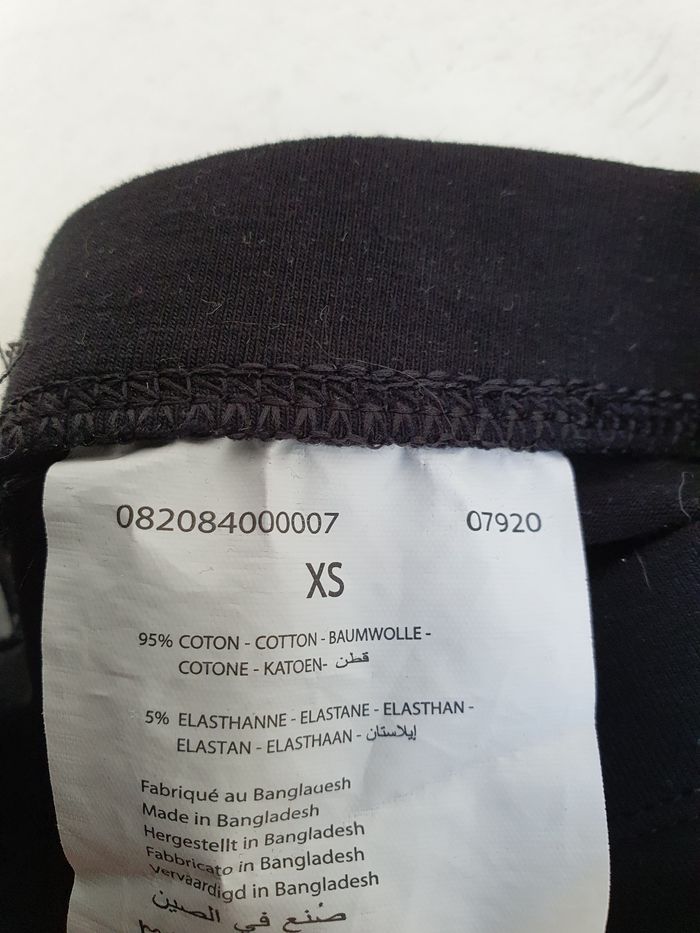 082084000007 07920
XS
95% COTON - COTTON - BAUMWOLLE -
COTONE - KATOEN- قطن
5% ELASTHANNE - ELASTANE - ELASTHAN -
ELASTAN - ELASTHAAN - إيلاستان
Fabriqué au Banglauesh
Made in Bangladesh
Hergestellt in Bangladesh
Fabbricato in Bangladesh
Vervaardigd in Bangladesh
صنع في الصين